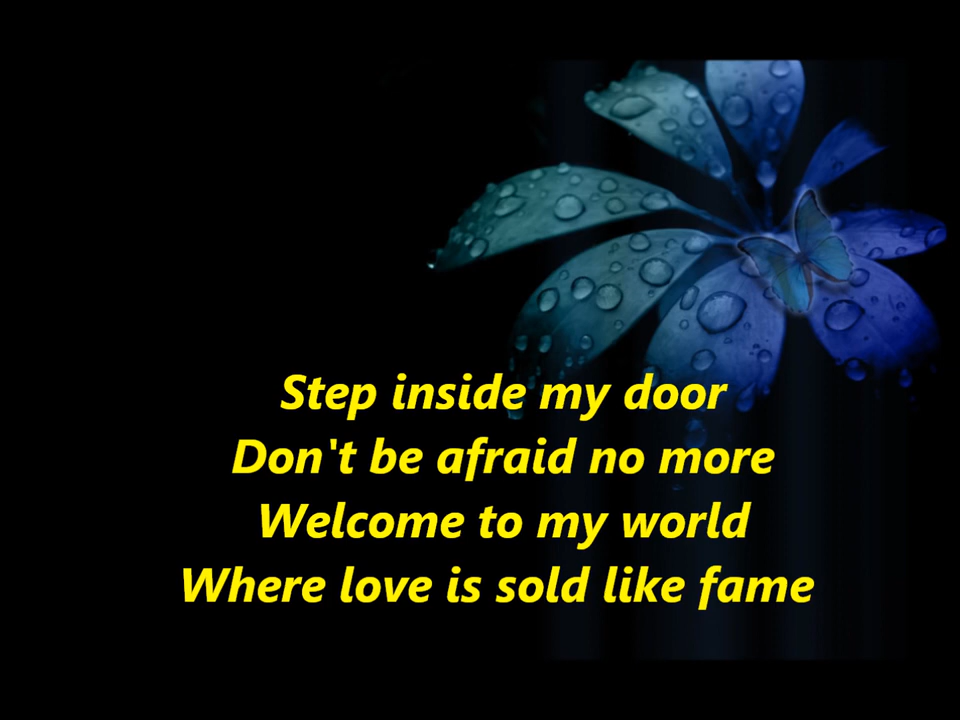 Step inside my door
Don't be afraid no more
Welcome to my world
Where love is sold like fame